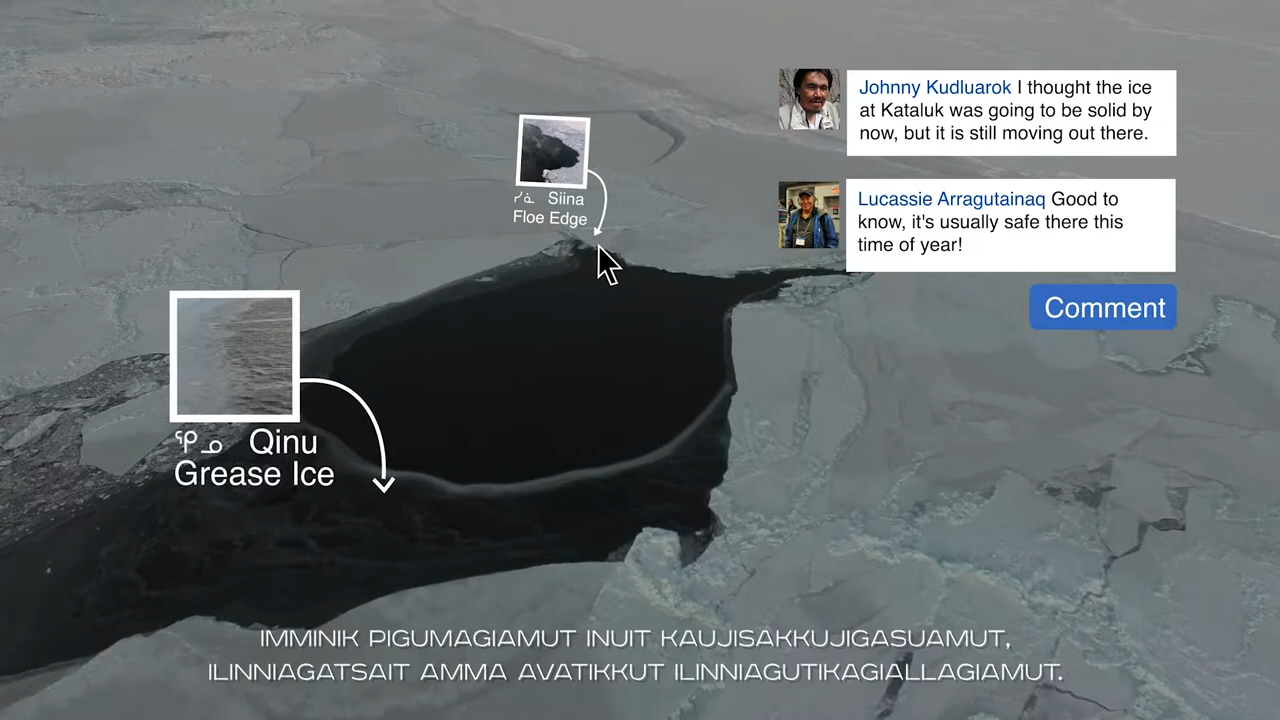 Johnny Kudluarok I thought the ice
at Kataluk was going to be solid by
now, but it is still moving out there.
ᓰᓈ Siina
Floe Edge
Lucassie Arragutainaq Good to
know, it's usually safe there this
time of year!
Comment
ᕿᓄ Qinu
Grease Ice
IMMINIK PIGUMAGIAMUT INUIT KAUJISAKKUJIGASUAMUT,
ILINNIAGATSAIT AMMA AVATIKKUT ILINNIAGUTIKAGIALLAGIAMUT.